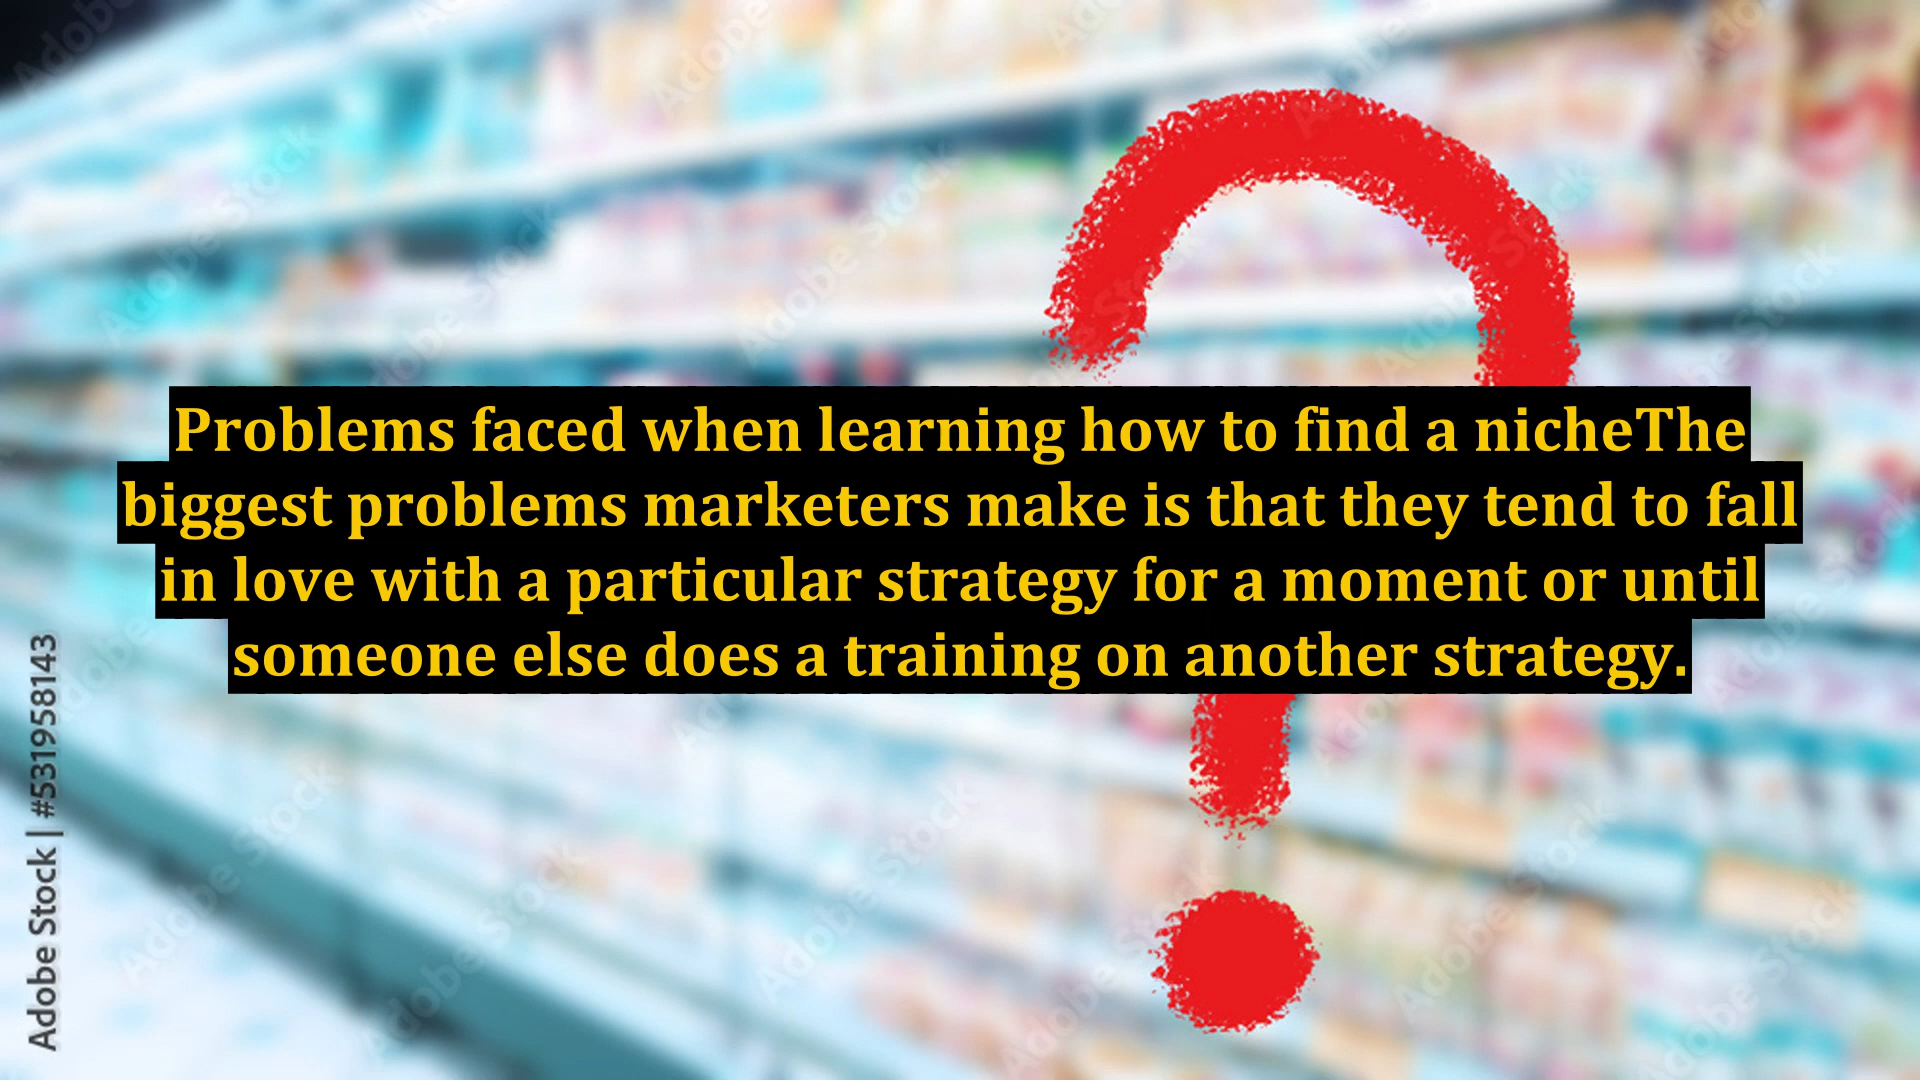 Problems faced when learning how to find a nicheThe
biggest problems marketers make is that they tend to fall
in love with a particular strategy for a moment or until
someone else does a training on another strategy.
Adobe Stock | #531958143